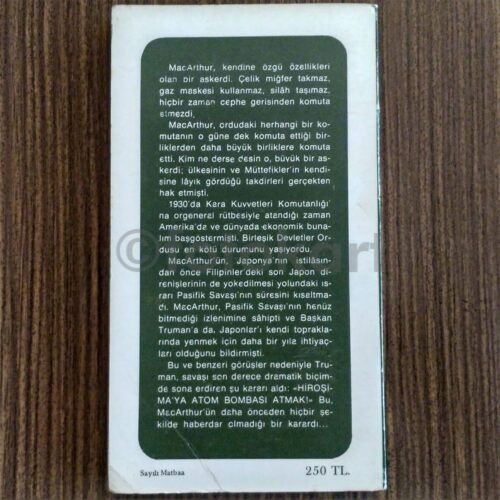 MacArthur, kendine özgü özellikleri
olan bir askerdi. Çelik miğfer takmaz,
gaz maskesi kullanmaz, silâh taşımaz,
hiçbir zaman cephe gerisinden komuta
etmezdi.
MacArthur, ordudaki herhangi bir ko-
mutanın o güne dek komuta ettiği bir-
liklerden daha büyük birliklere komuta
etti. Kim ne derse desin o, büyük bir as-
kerdi; ülkesinin ve Müttefikler'in kendi-
sine lâyık gördüğü takdirleri gerçekten
hak etmişti.
1930'da Kara Kuvvetleri Komutanlığı'
na orgeneral rütbesiyle atandığı zaman
Amerika'da ve dünyada ekonomik buna-
lım başgöstermişti. Birleşik Devletler Or-
dusu en kötü durumunu yaşıyordu.
MacArthur'ün, Japonya'nın istilâsın-
dan önce Filipinler'deki son Japon di-
renişlerinin de yokedilmesi yolundaki ıs-
rarı Pasifik Savaşı'nın süresini kısaltma-
dı. MacArthur, Pasifik Savaşı'nın henüz
bitmediği izlenimine sâhipti ve Başkan
Truman'a da, Japonlar'ı kendi toprakla-
rında yenmek için daha bir yıla ihtiyaç-
ları olduğunu bildirmişti.
Bu ve benzeri görüşler nedeniyle Tru-
man, savaşı son derece dramatik biçim-
de sona erdiren şu kararı aldı: «HİROŞİ-
MA'YA ATOM BOMBASI ATMAK!» Bu,
MacArthur'ün daha önceden hiçbir şe-
kilde haberdar olmadığı bir karardı...
Sayılı Matbaa 250 TL.